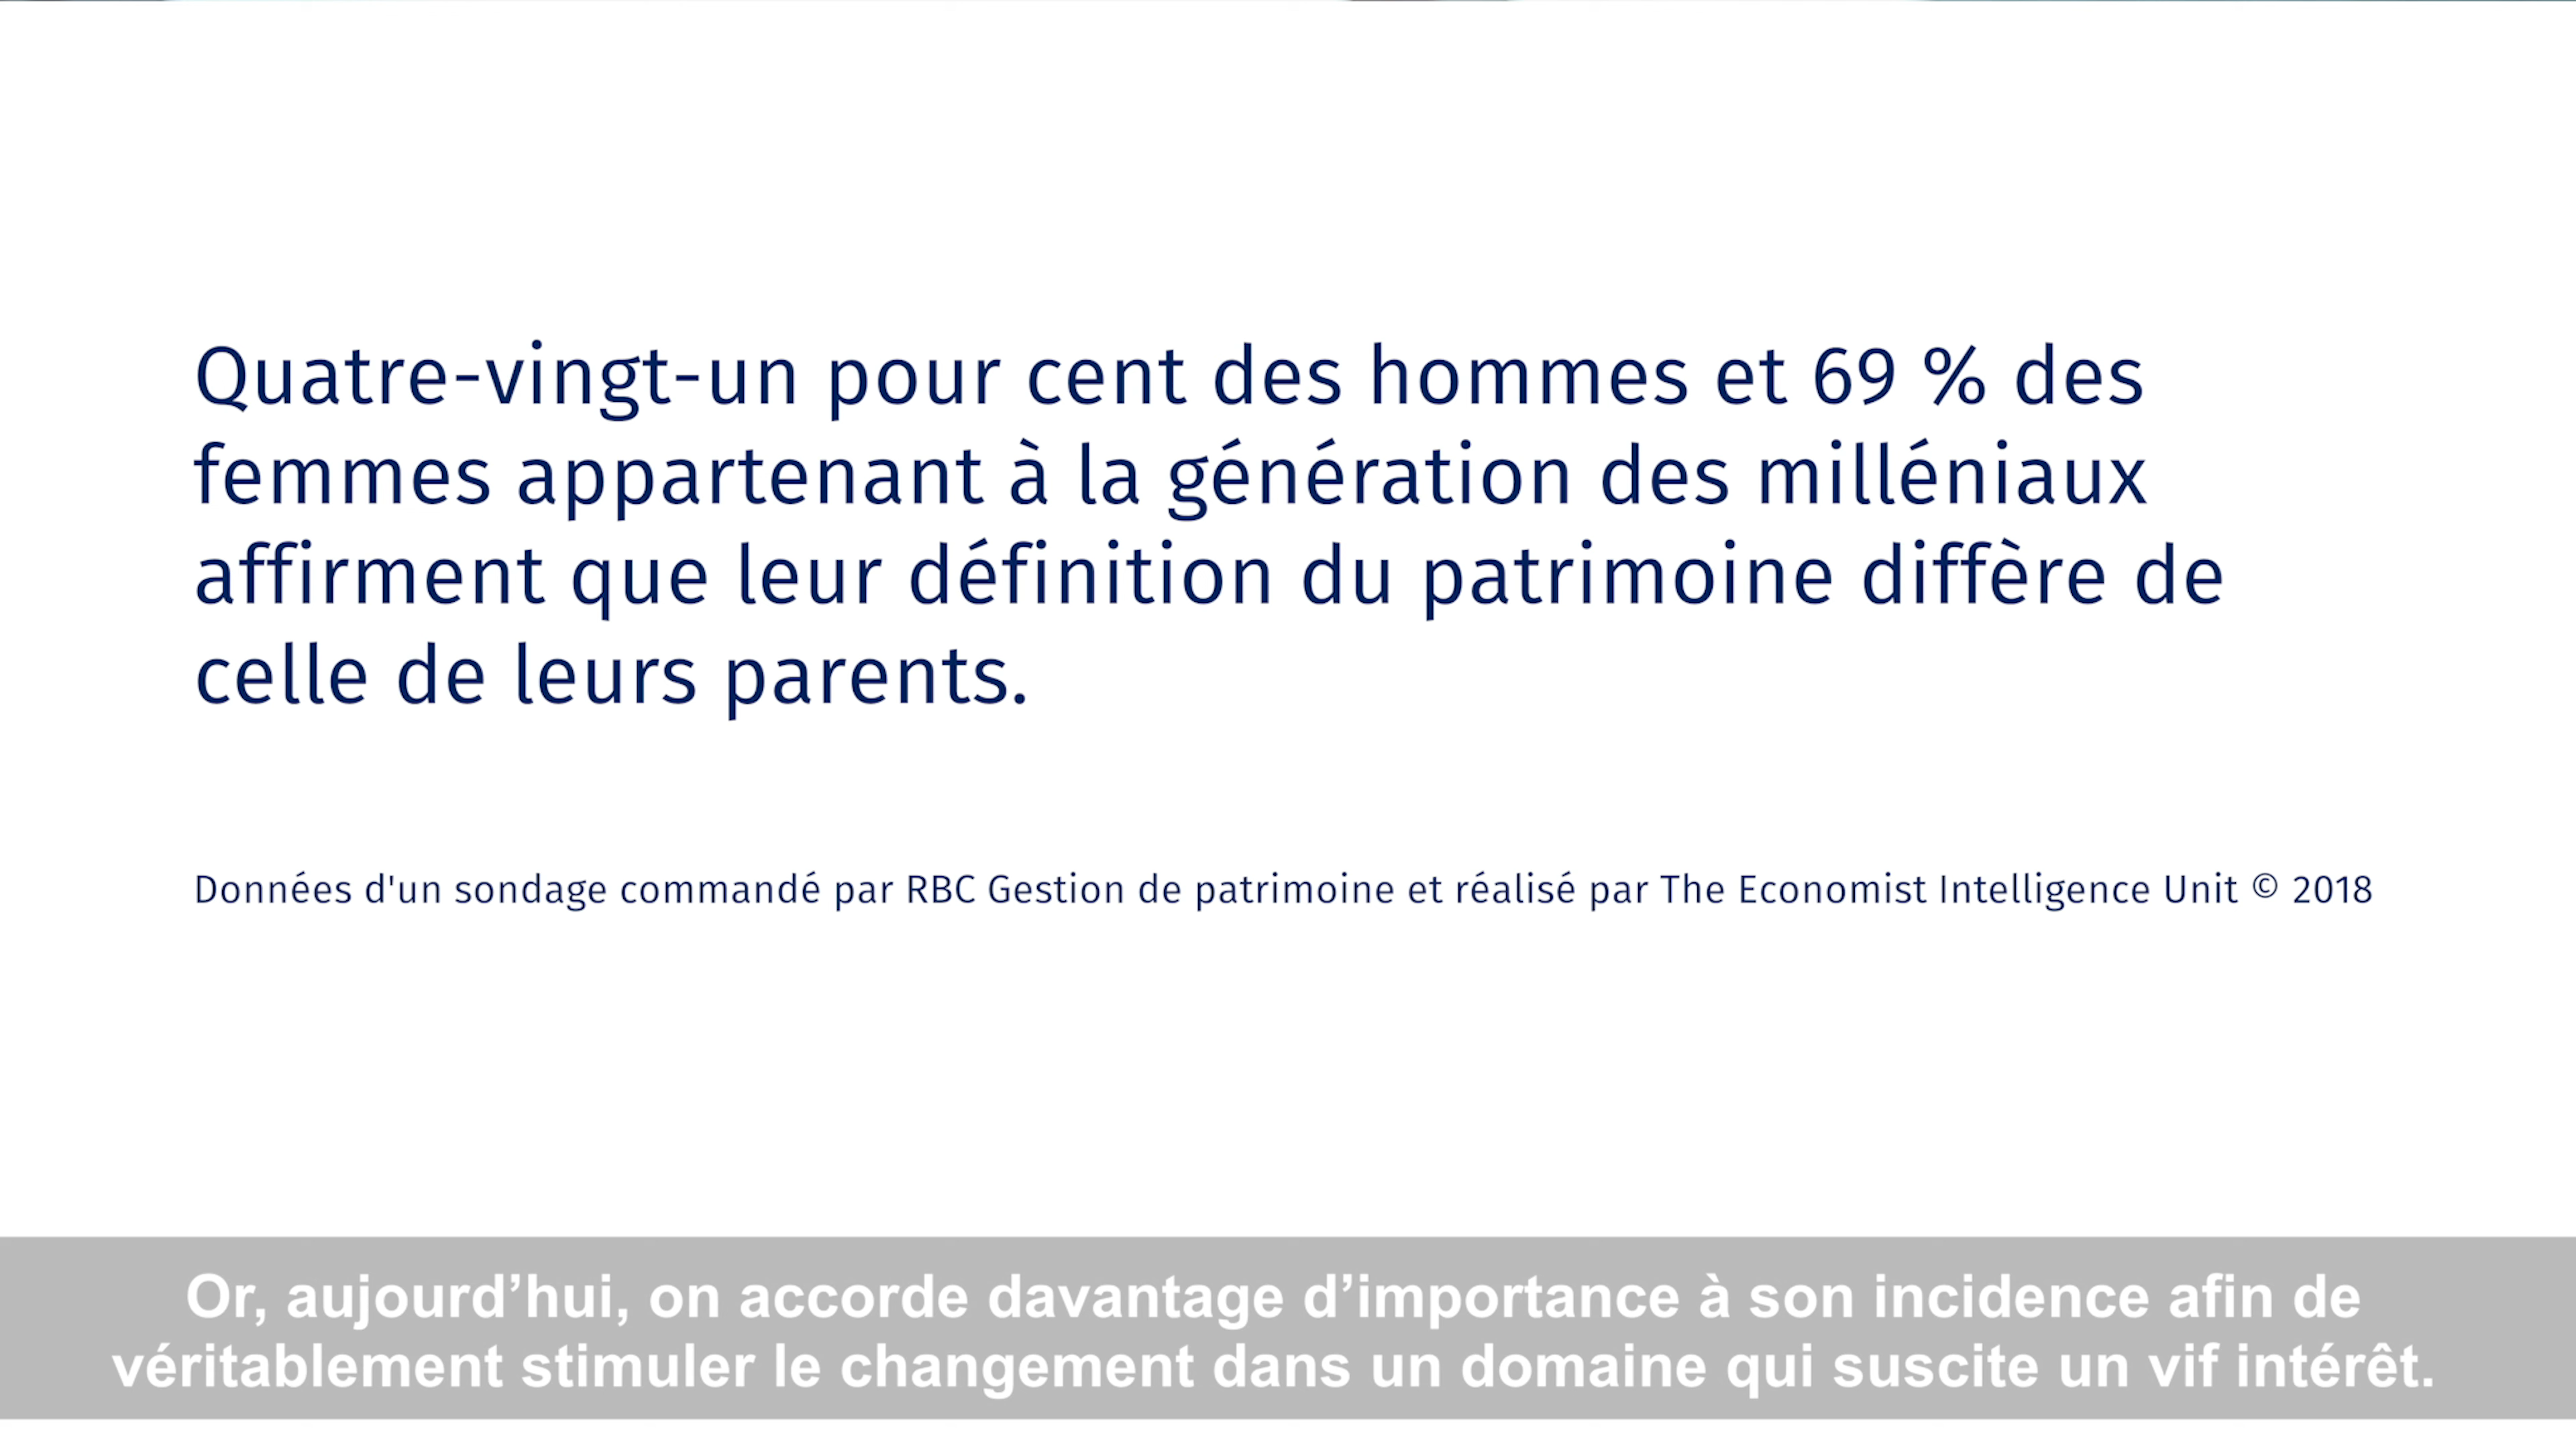 Quatre-vingt-un pour cent des hommes et 69 % des
femmes appartenant à la génération des milléniaux
affirment que leur définition du patrimoine diffère de
celle de leurs parents.
Données d'un sondage commandé par RBC Gestion de patrimoine et réalisé par The Economist Intelligence Unit © 2018
Or, aujourd’hui, on accorde davantage d’importance à son incidence afin de
véritablement stimuler le changement dans un domaine qui suscite un vif intérêt.